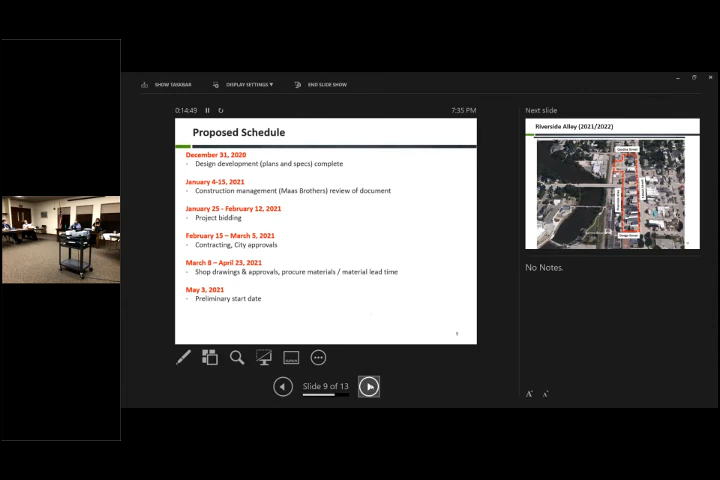 SHOW TASKBAR
DISPLAY SETTINGS ▼
END SLIDE SHOW
0:14:49
7:35 PM
Proposed Schedule
December 31, 2020
- Design development (plans and specs) complete
January 4-15, 2021
- Construction management (Maas Brothers) review of document
January 25 - February 12, 2021
- Project bidding
February 15 – March 5, 2021
- Contracting, City approvals
March 8 – April 23, 2021
- Shop drawings & approvals, procure materials / material lead time
May 3, 2021
- Preliminary start date
9
Slide 9 of 13
Next slide
Riverside Alley (2021/2022)
No Notes.
A A